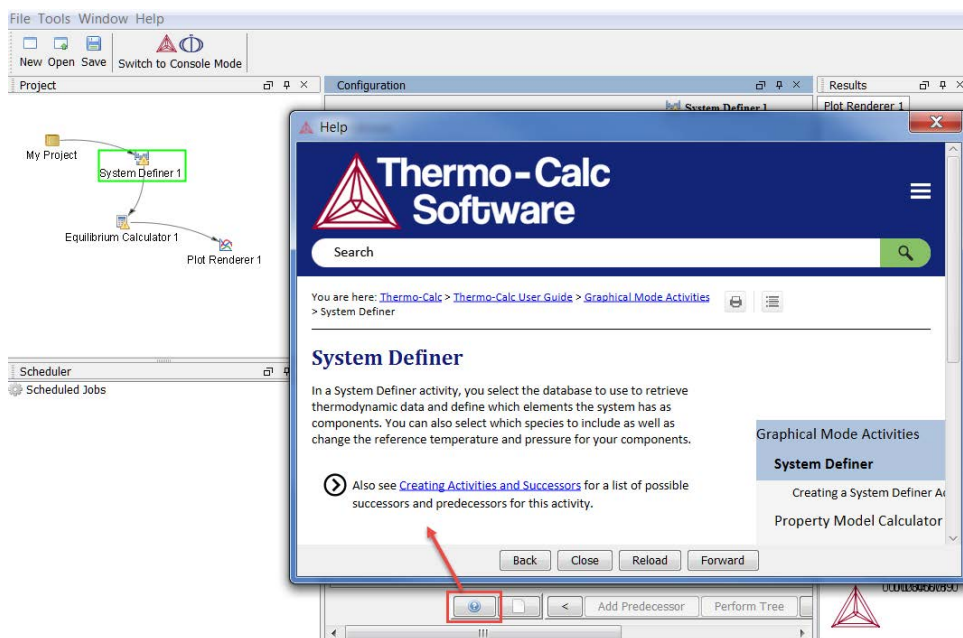 File Tools Window Help
New Open Save Switch to Console Mode
Project
Configuration
Results
System Definer 1
Plot Renderer 1
My Project
System Definer 1
Equilibrium Calculator 1
Plot Renderer 1
Scheduler
Scheduled Jobs
Help
Thermo-Calc
Software
Search
You are here: Thermo-Calc > Thermo-Calc User Guide > Graphical Mode Activities
> System Definer
System Definer
In a System Definer activity, you select the database to use to retrieve
thermodynamic data and define which elements the system has as
components. You can also select which species to include as well as
change the reference temperature and pressure for your components.
Also see Creating Activities and Successors for a list of possible
successors and predecessors for this activity.
Graphical Mode Activities
System Definer
Creating a System Definer
Property Model Calculator
Back Close Reload Forward
< Add Predecessor Perform Tree